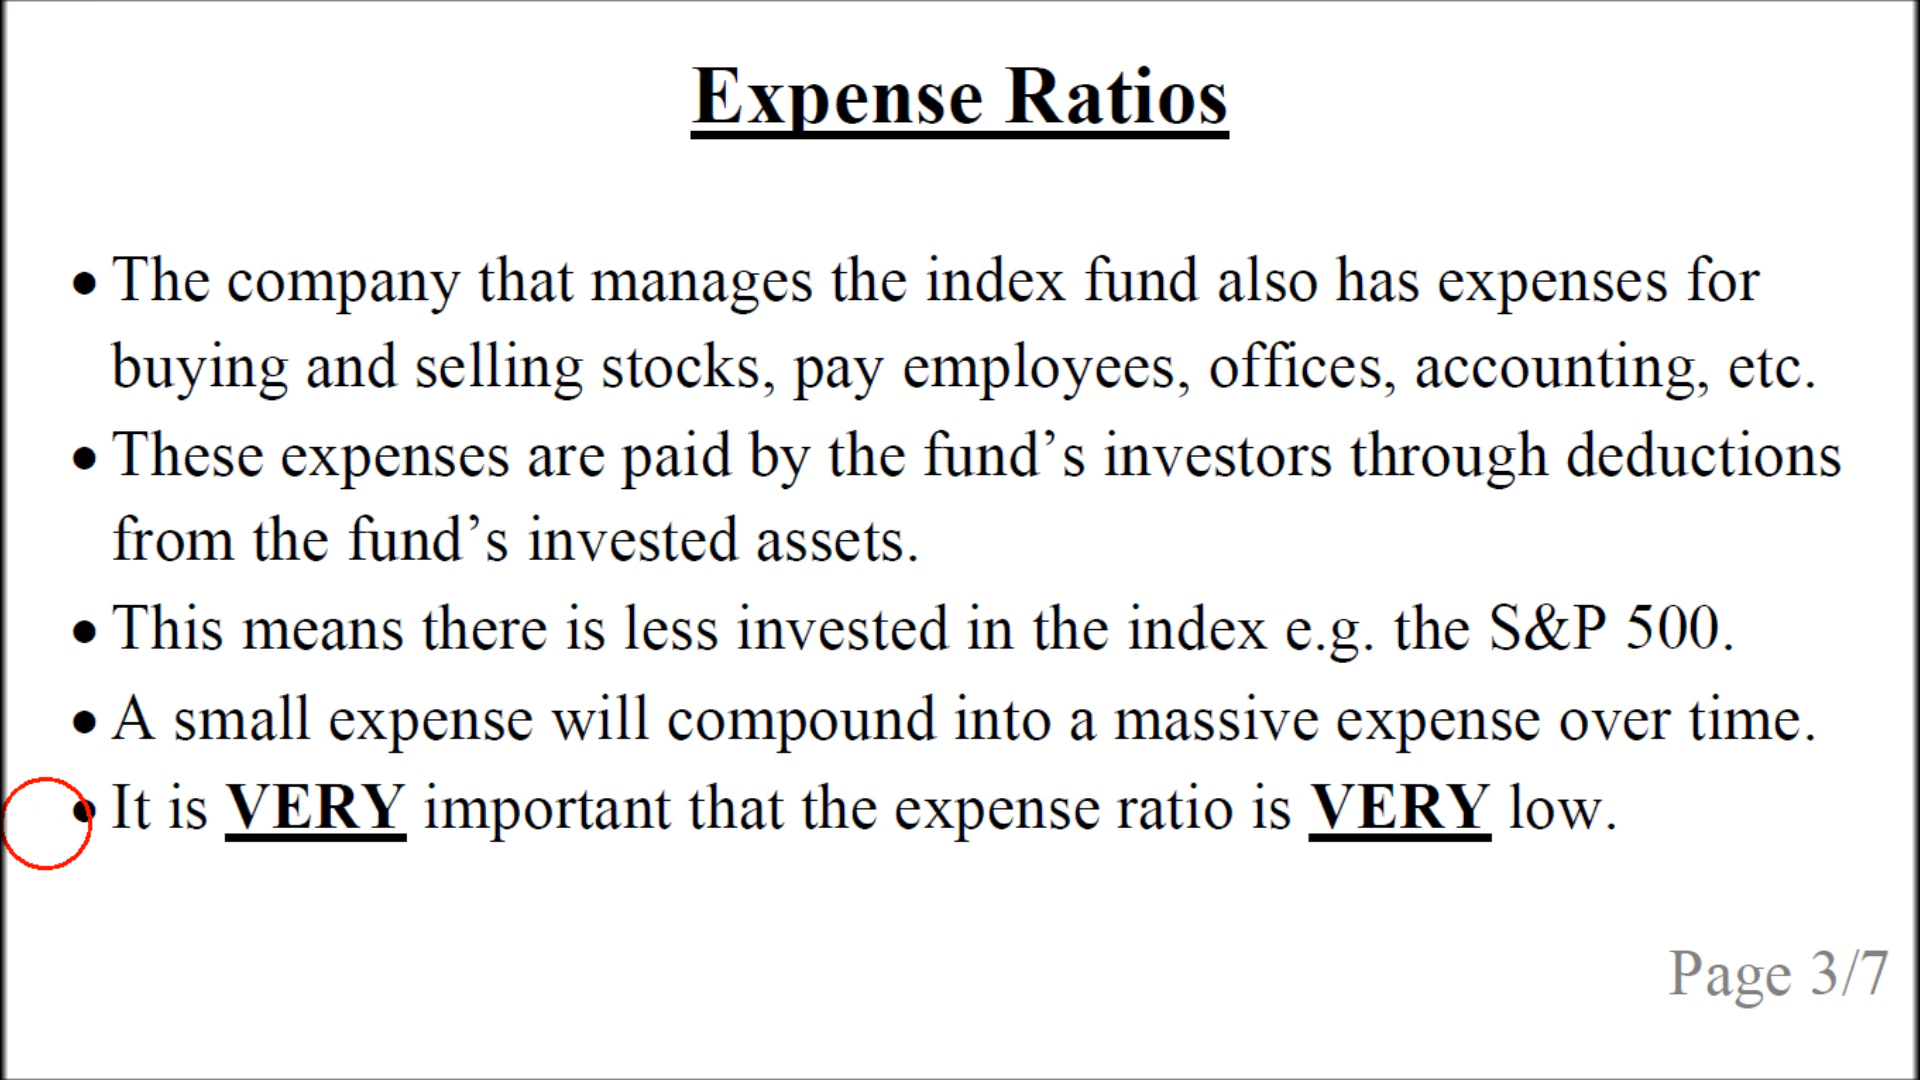 Expense Ratios
• The company that manages the index fund also has expenses for
buying and selling stocks, pay employees, offices, accounting, etc.
• These expenses are paid by the fund’s investors through deductions
from the fund’s invested assets.
• This means there is less invested in the index e.g. the S&P 500.
• A small expense will compound into a massive expense over time.
• It is VERY important that the expense ratio is VERY low.
Page 3/7